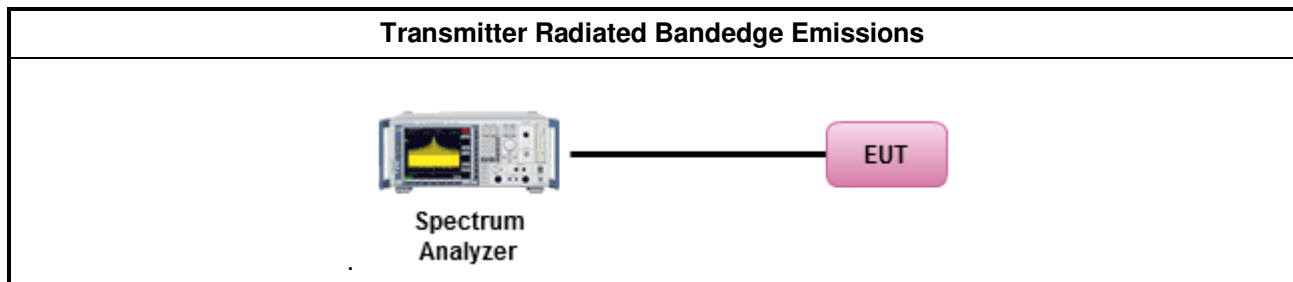 Transmitter Radiated Bandedge Emissions
EUT
Spectrum
Analyzer
.